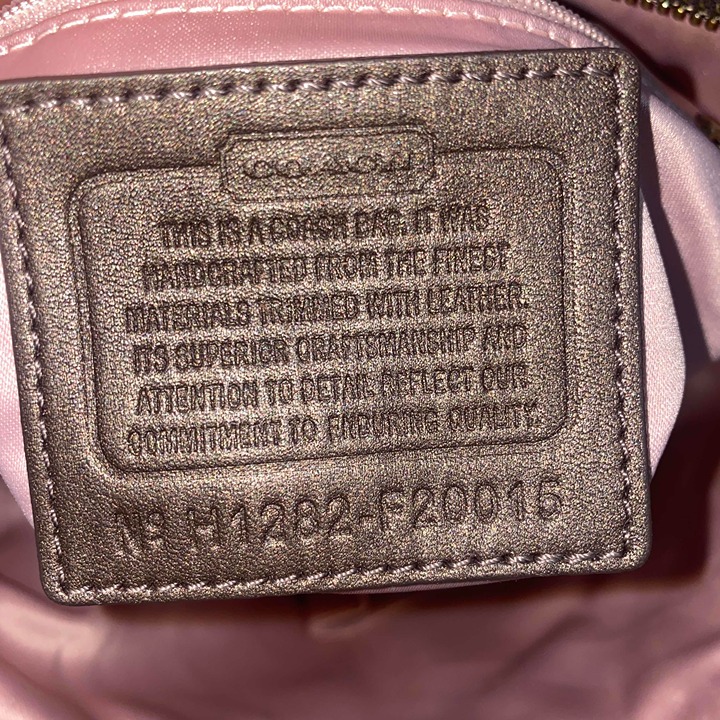 COACH
THIS IS A COACH BAG. IT WAS
HANDCRAFTED FROM THE FINEST
MATERIALS TRIMMED WITH LEATHER.
ITS SUPERIOR CRAFTSMANSHIP AND
ATTENTION TO DETAIL REFLECT OUR
COMMITMENT TO ENDURING QUALITY.
Nº H1282-F20015